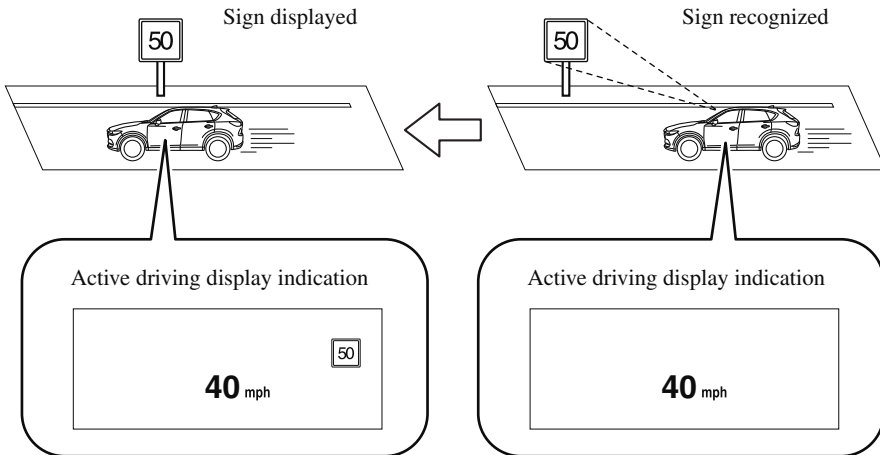 Sign displayed
50
Active driving display indication
50
40 mph
Sign recognized
50
Active driving display indication
40 mph